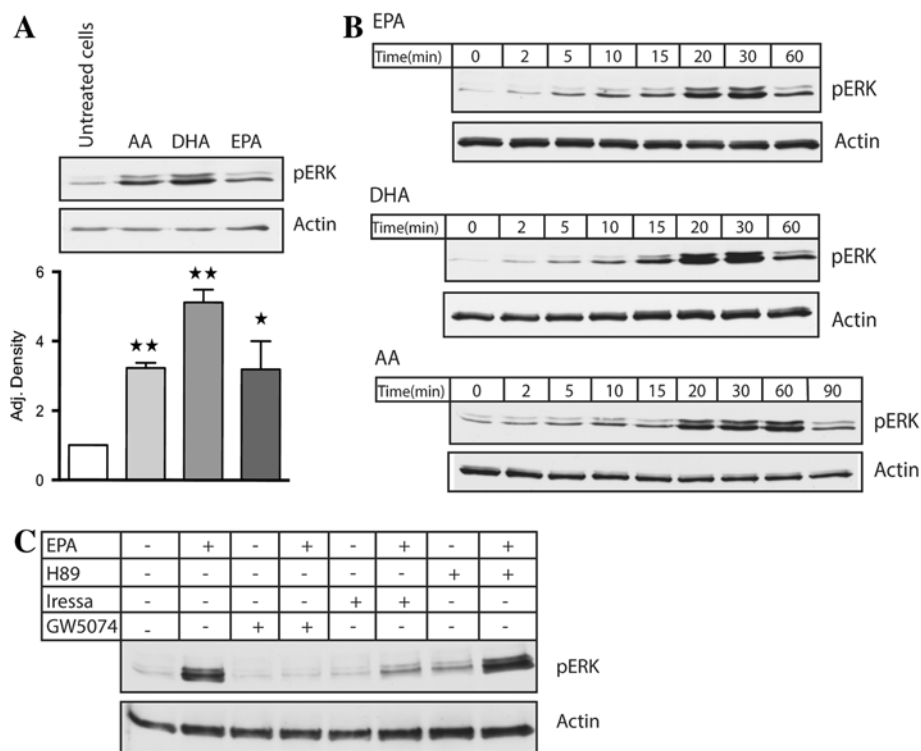 A
Untreated cells
AA DHA EPA
pERK
Actin
6
4
2
0
Adj. Density
★★
★★
★
B
EPA
Time(min) 0 2 5 10 15 20 30 60
pERK
Actin
DHA
Time(min) 0 2 5 10 15 20 30 60
pERK
Actin
AA
Time(min) 0 2 5 10 15 20 30 60 90
pERK
Actin
C
EPA - + - + - + - +
H89 - - - - - - + +
Iressa - - - - + + - -
GW5074 - - + + - - - -
pERK
Actin